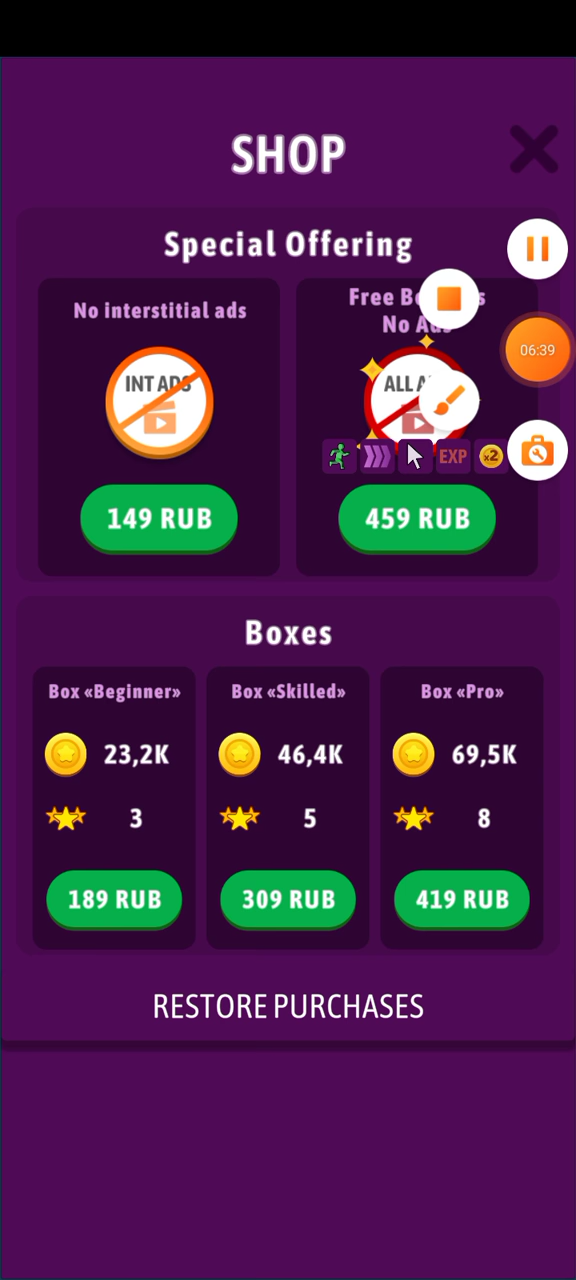 SHOP
Special Offering
No interstitial ads
INT ADS
149 RUB
Free
No
ALL
06:39
EXP
x2
459 RUB
Boxes
Box «Beginner»
23,2K
3
189 RUB
Box «Skilled»
46,4K
5
309 RUB
Box «Pro»
69,5K
8
419 RUB
RESTORE PURCHASES